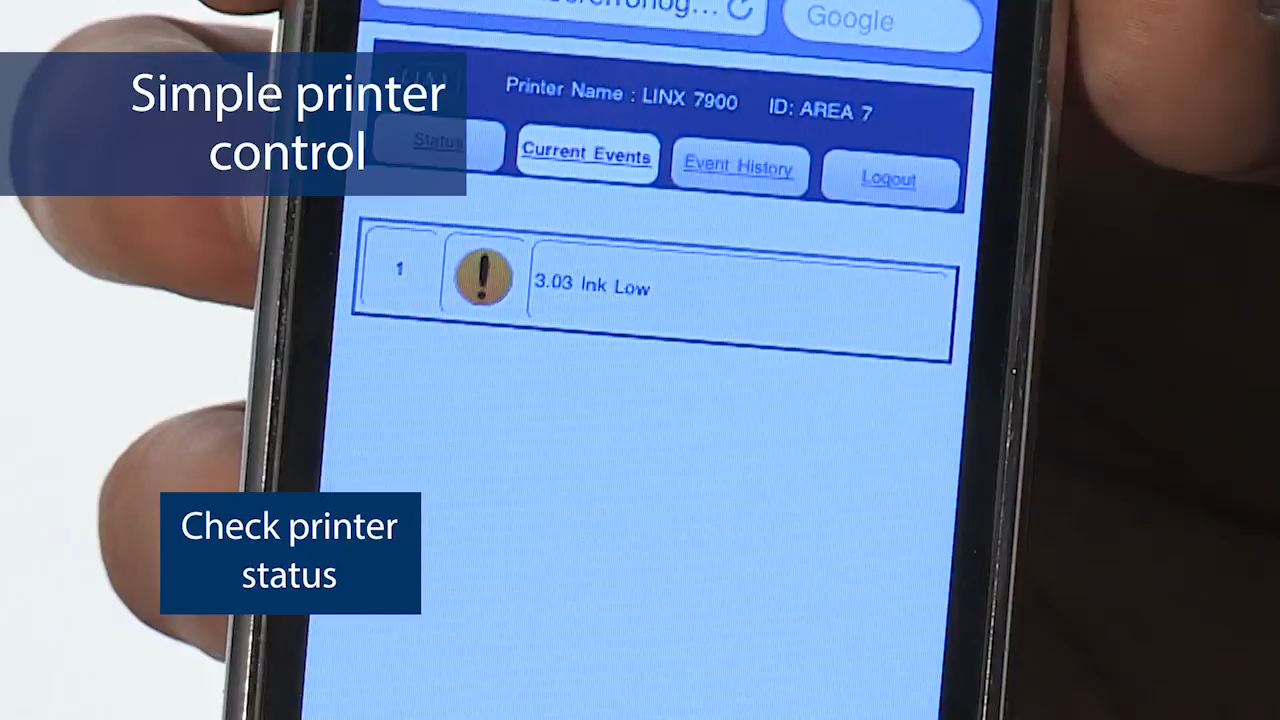 Google
Simple printer
control
Printer Name : LINX 7900 ID: AREA 7
Status
Current Events
Event History
Logout
1
!
3.03 Ink Low
Check printer
status